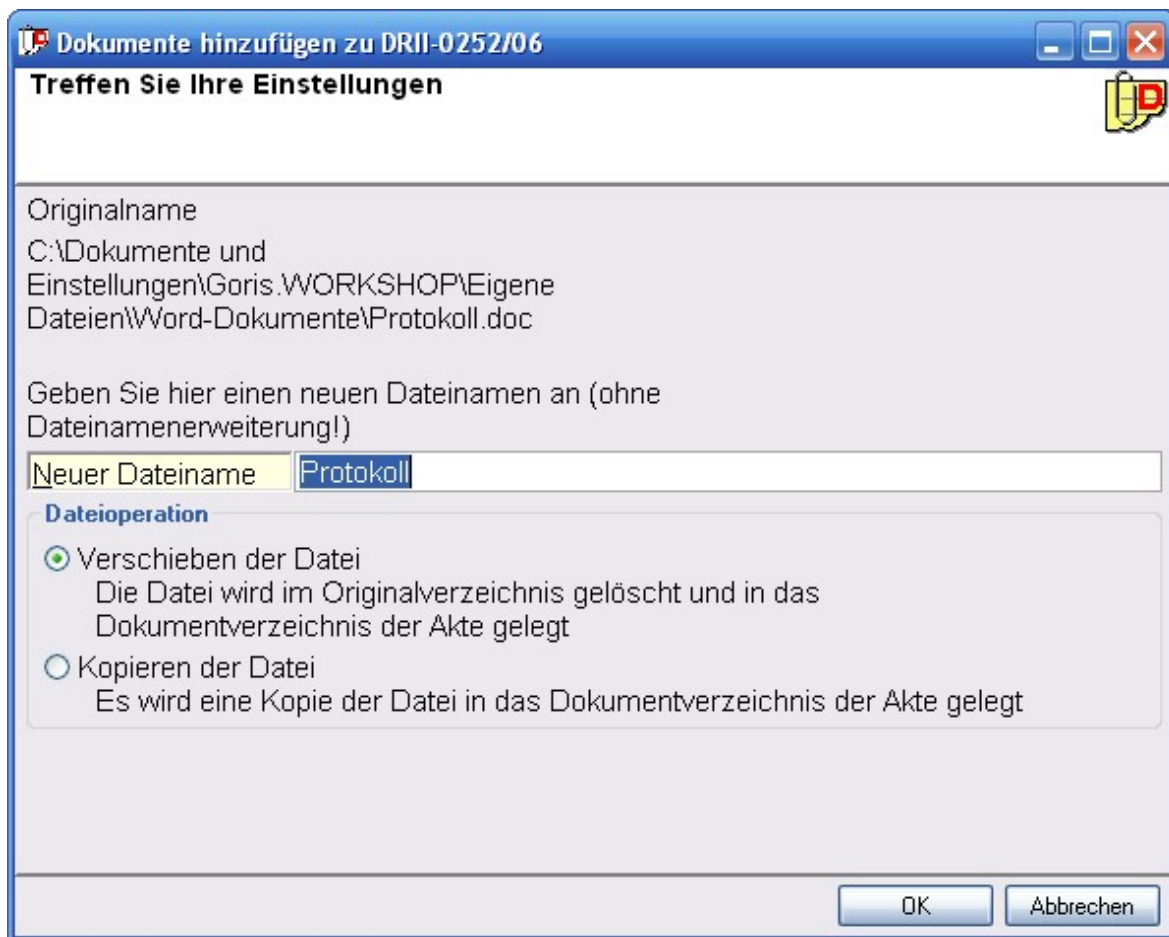 Dokumente hinzufügen zu DRII-0252/06
Treffen Sie Ihre Einstellungen
D
Originalname
C:\Dokumente und
Einstellungen\Goris.WORKSHOP\Eigene
Dateien\Word-Dokumente\Protokoll.doc
Geben Sie hier einen neuen Dateinamen an (ohne
Dateinamenerweiterung!)
Neuer Dateiname Protokoll
Dateioperation
Verschieben der Datei
Die Datei wird im Originalverzeichnis gelöscht und in das
Dokumentverzeichnis der Akte gelegt
Kopieren der Datei
Es wird eine Kopie der Datei in das Dokumentverzeichnis der Akte gelegt
OK Abbrechen